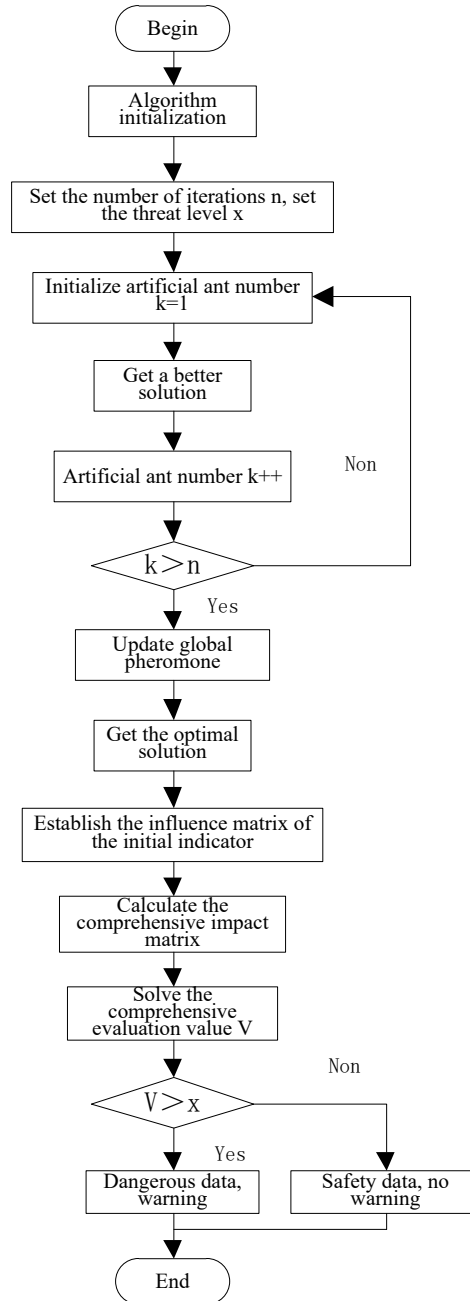 Begin
Algorithm
initialization
Set the number of iterations n, set
the threat level x
Initialize artificial ant number
k=1
Get a better
solution
Artificial ant number k++
Non
k＞n
Yes
Update global
pheromone
Get the optimal
solution
Establish the influence matrix of
the initial indicator
Calculate the
comprehensive impact
matrix
Solve the
comprehensive
evaluation value V
Non
V＞x
Yes
Dangerous data,
warning
Safety data, no
warning
End